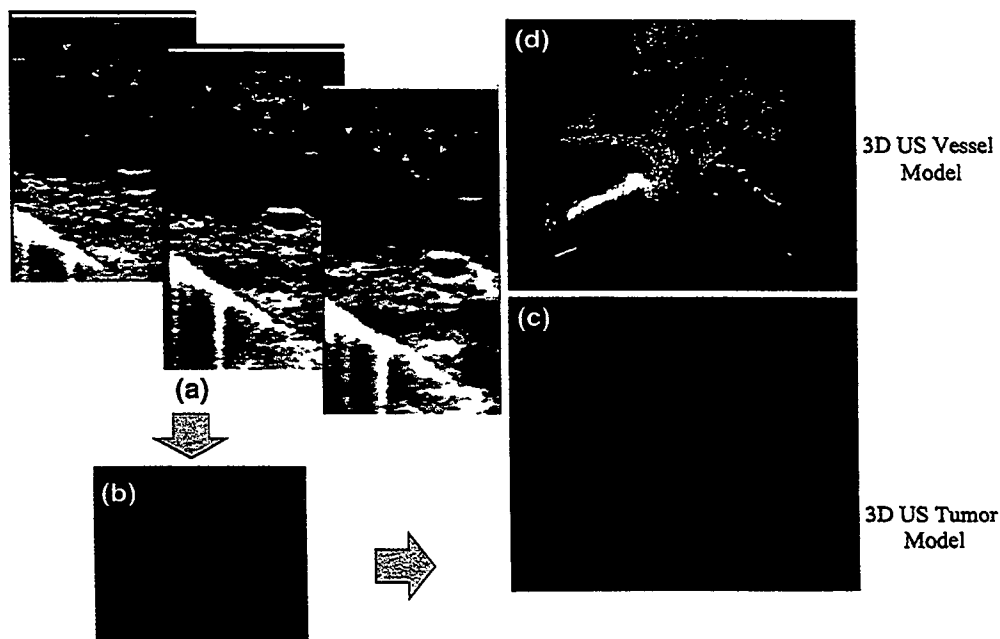 (a)
(b)
(d)
3D US Vessel
Model
(c)
3D US Tumor
Model